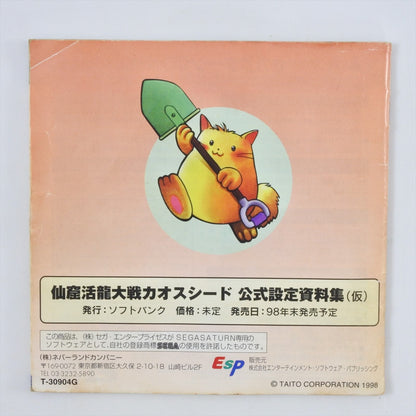 仙窟活龍大戦カオスシード 公式設定資料集(仮)
発行:ソフトバンク 価格:未定 発売日:98年末発売予定
この商品は、(株)セガ・エンタープライゼスがSEGASATURN専用の
ソフトウェアとして、自社の登録商標SEGAの使用を許諾したものです。
(株)ネバーランドカンパニー
〒169-0072 東京都新宿区大久保 2-10-18 山崎ビル2F
TEL03-3232-5890
T-30904G
ESP
販売元
株式会社エンターテインメント・ソフトウェア・パブリッシング
© TAITO CORPORATION 1998